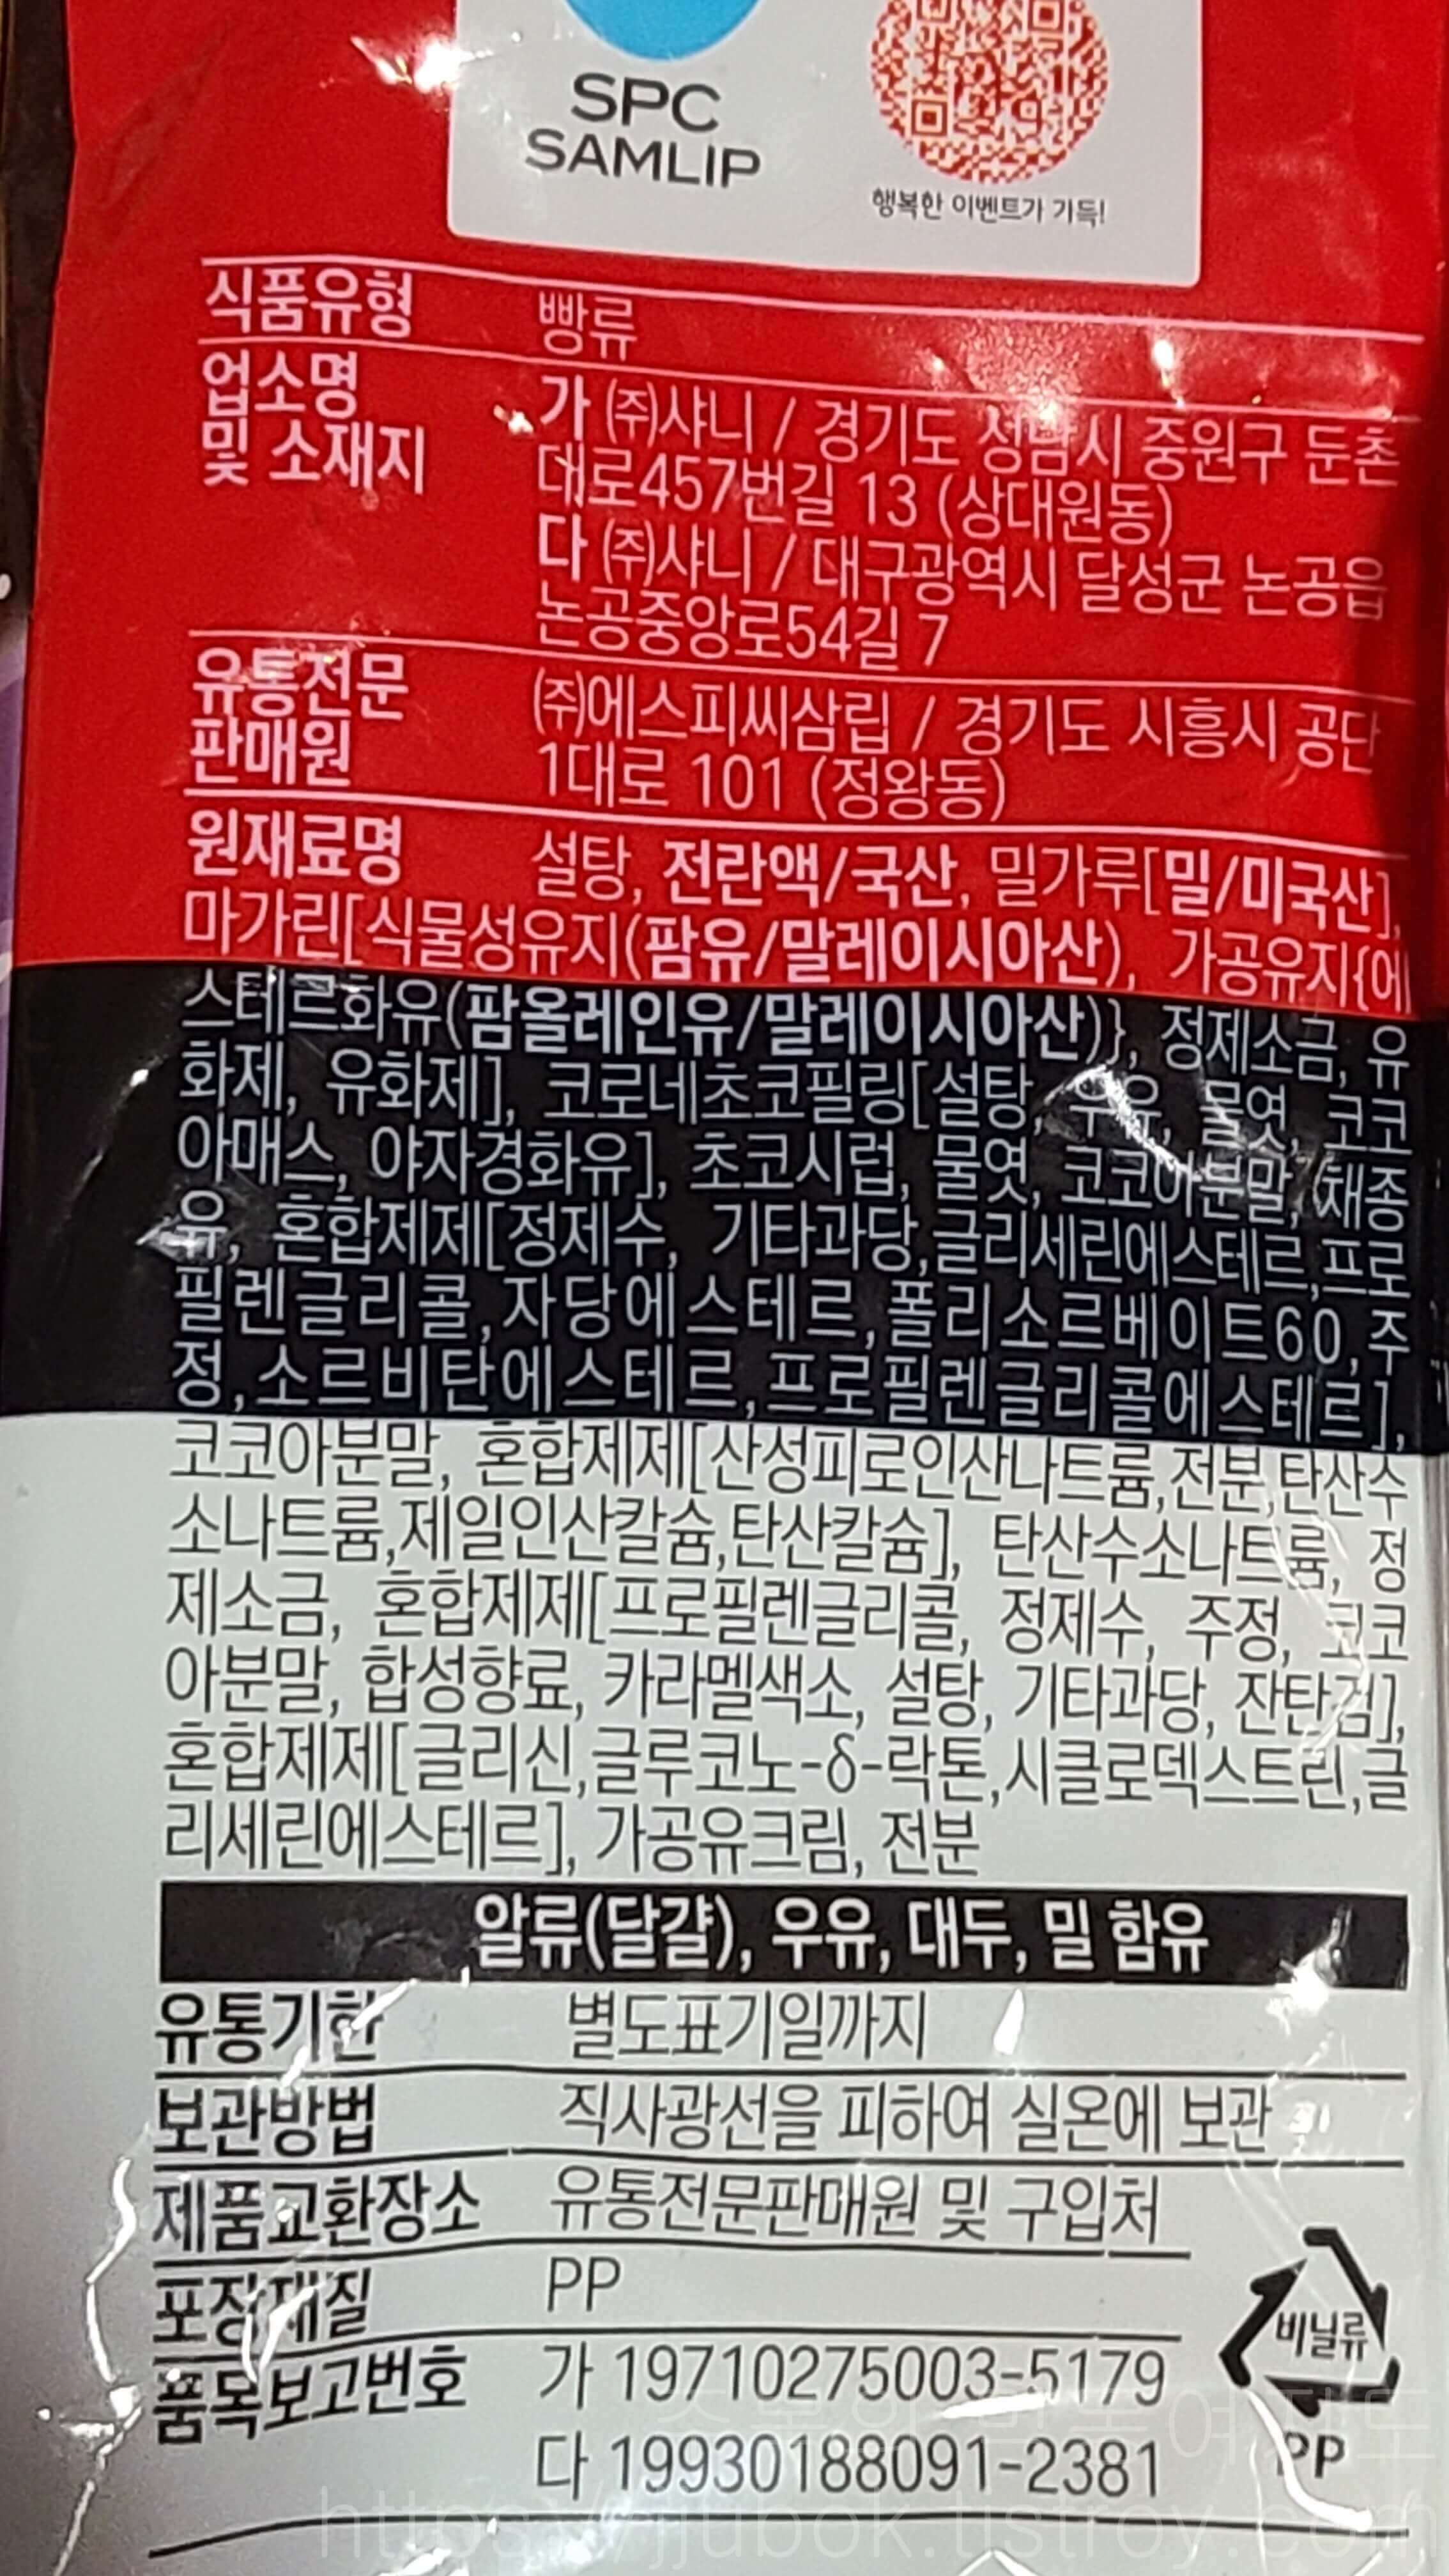 SPC
SAMLIP
행복한 이벤트가 가득!
식품유형 빵류
업소명
및 소재지
가 ㈜샤니 / 경기도 성남시 중원구 둔촌
대로457번길 13 (상대원동)
다 ㈜샤니 / 대구광역시 달성군 논공읍
논공중앙로54길 7
유통전문
판매원
㈜에스피씨삼립 / 경기도 시흥시 공단
1대로 101 (정왕동)
원재료명 설탕, 전란액/국산, 밀가루[밀/미국산],
마가린[식물성유지(팜유/말레이시아산), 가공유지{에
스테르화유(팜올레인유/말레이시아산)}, 정제소금, 유
화제, 유화제], 코로네초코필링[설탕, 우유, 물엿, 코코
아매스, 야자경화유], 초코시럽, 물엿, 코코아분말, 채종
유, 혼합제제[정제수, 기타과당,글리세린에스테르,프로
필렌글리콜,자당에스테르,폴리소르베이트60,주
정,소르비탄에스테르,프로필렌글리콜에스테르],
코코아분말, 혼합제제[산성피로인산나트륨,전분,탄산수
소나트륨,제일인산칼슘,탄산칼슘], 탄산수소나트륨, 정
제소금, 혼합제제[프로필렌글리콜, 정제수, 주정, 코코
아분말, 합성향료, 카라멜색소, 설탕, 기타과당, 잔탄검],
혼합제제[글리신,글루코노-δ-락톤,시클로덱스트린,글
리세린에스테르], 가공유크림, 전분
알류(달걀), 우유, 대두, 밀 함유
유통기한 별도표기일까지
보관방법 직사광선을 피하여 실온에 보관
제품교환장소 유통전문판매원 및 구입처
포장재질 PP
비닐류
PP
품목보고번호 가 19710275003-5179
다 19930188091-2381